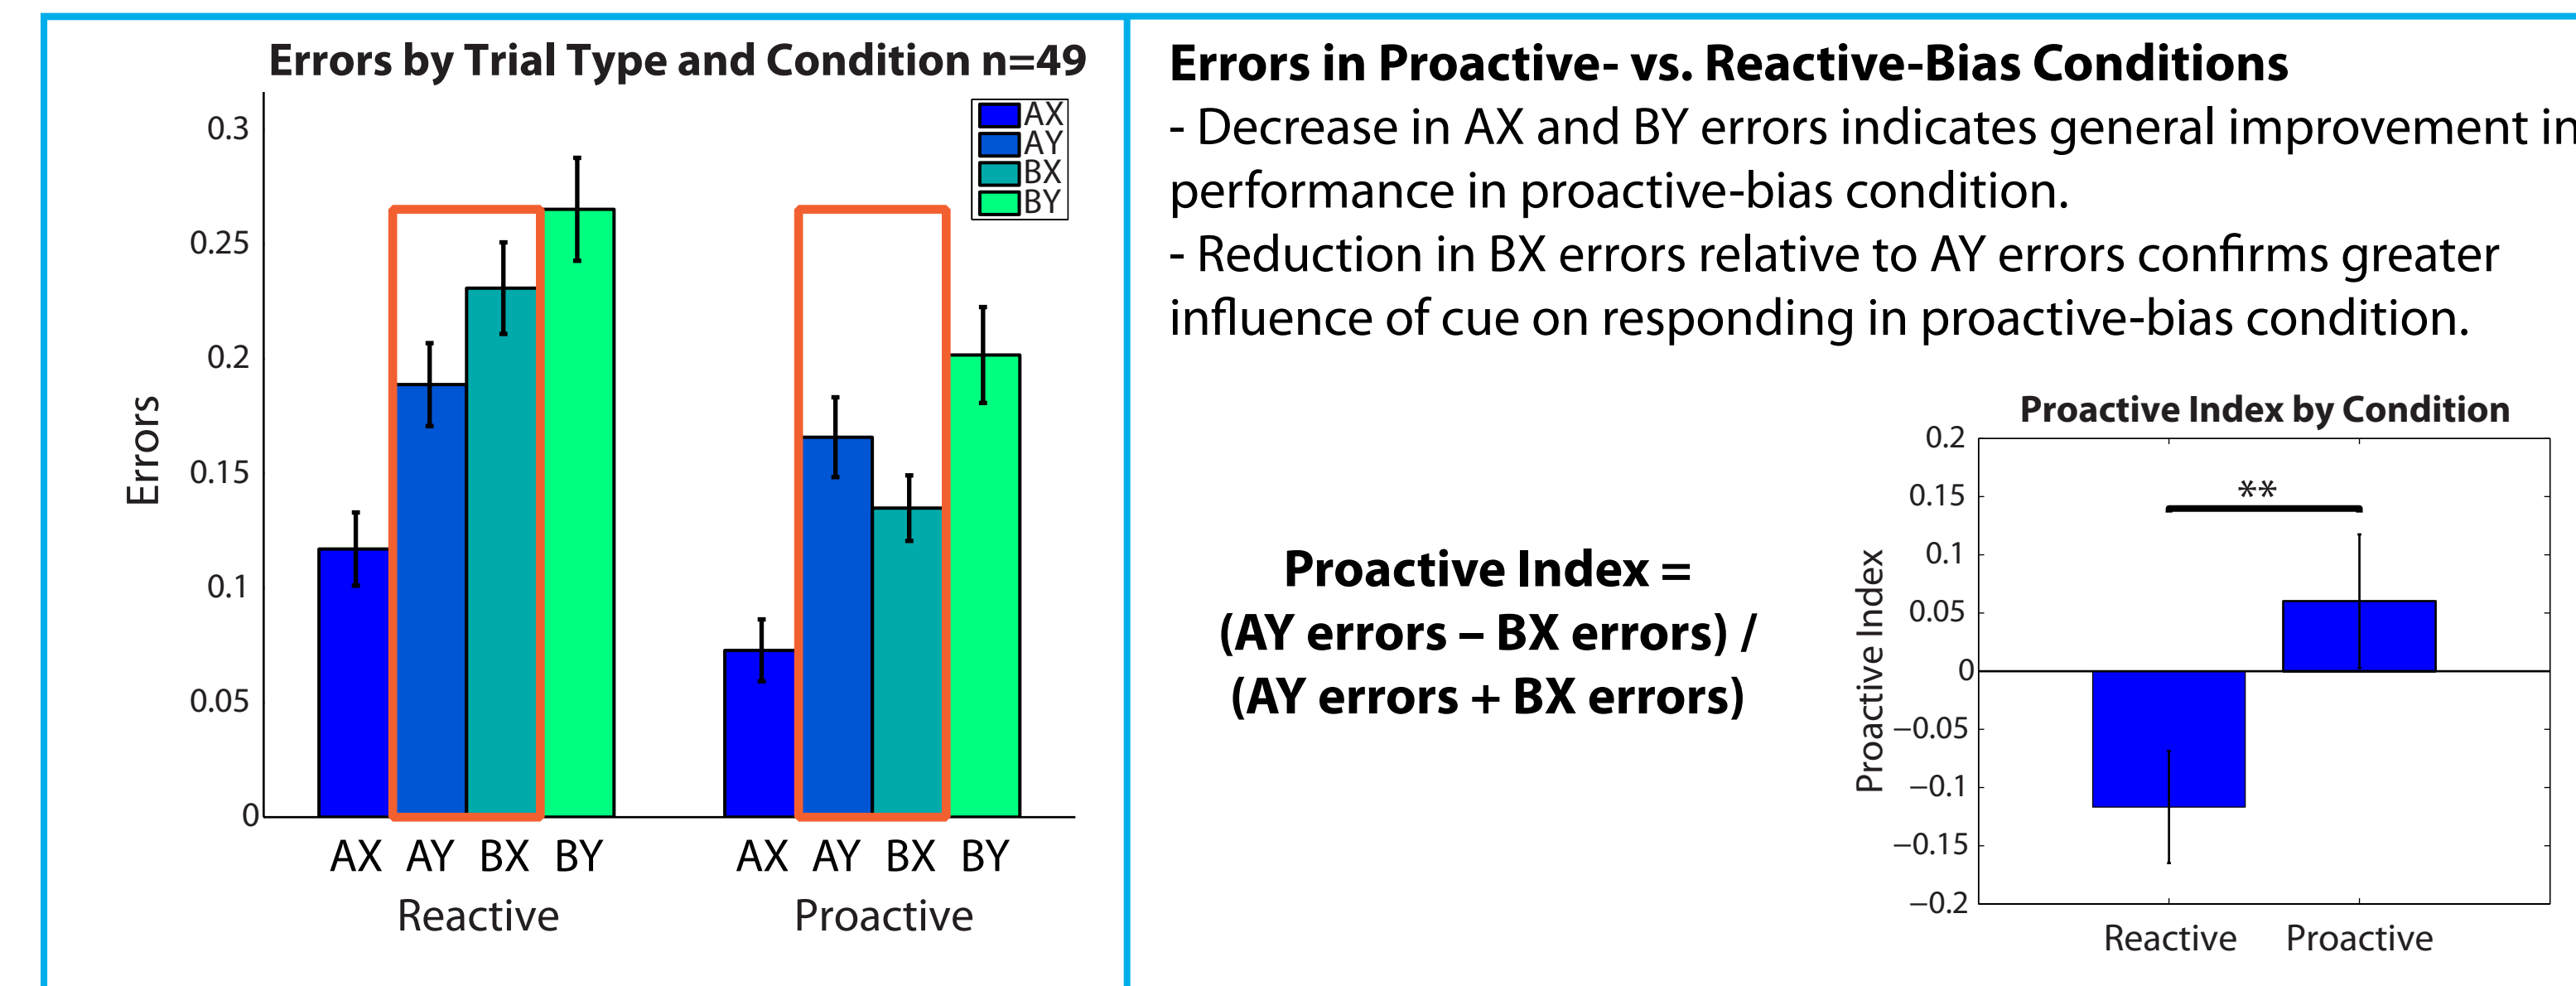 Errors by Trial Type and Condition n=49
0.3
0.25
0.2
0.15
0.1
0.05
0
Errors
AX
AY
BX
BY
AX AY BX BY AX AY BX BY
Reactive Proactive
Errors in Proactive- vs. Reactive-Bias Conditions
- Decrease in AX and BY errors indicates general improvement in
performance in proactive-bias condition.
- Reduction in BX errors relative to AY errors confirms greater
influence of cue on responding in proactive-bias condition.
Proactive Index =
(AY errors – BX errors) /
(AY errors + BX errors)
Proactive Index by Condition
0.2
0.15
0.1
0.05
0
−0.05
−0.1
−0.15
−0.2
Proactive Index
**
Reactive Proactive